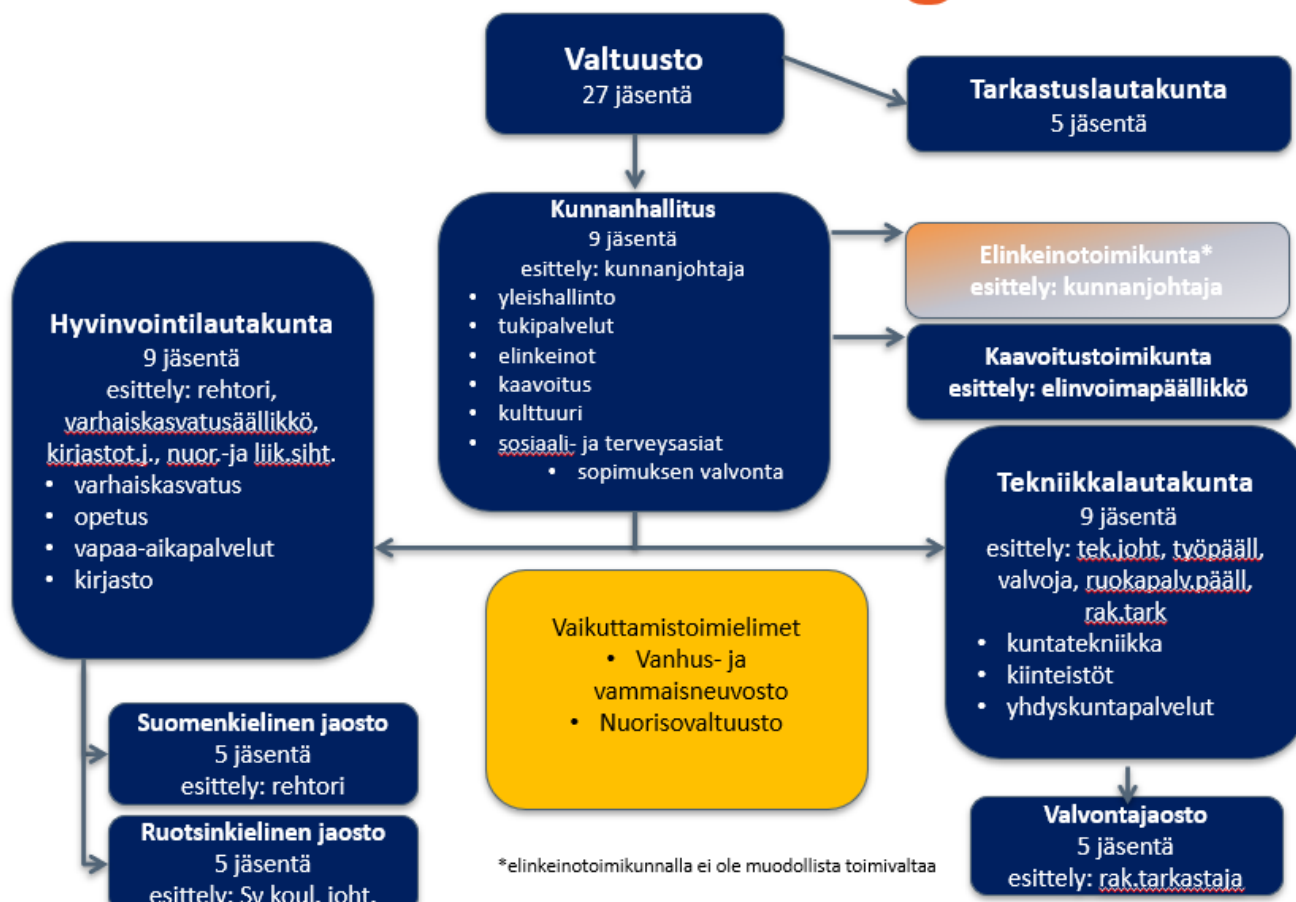 Valtuusto
27 jäsentä
Tarkastuslautakunta
5 jäsentä
Kunnanhallitus
9 jäsentä
esittely: kunnanjohtaja
• yleishallinto
• tukipalvelut
• elinkeinot
• kaavoitus
• kulttuuri
• sosiaali- ja terveysasiat
• sopimuksen valvonta
Elinkeinotoimikunta*
esittely: kunnanjohtaja
Kaavoitustoimikunta
esittely: elinvoimapäällikkö
Hyvinvointilautakunta
9 jäsentä
esittely: rehtori,
varhaiskasvatusäällikkö,
kirjastot.j., nuor.-ja liik.siht.
• varhaiskasvatus
• opetus
• vapaa-aikapalvelut
• kirjasto
Tekniikkalautakunta
9 jäsentä
esittely: tek.joht, työpääll,
valvoja, ruokapalv.pääll,
rak.tark
• kuntatekniikka
• kiinteistöt
• yhdyskuntapalvelut
Vaikuttamistoimielimet
• Vanhus- ja
vammaisneuvosto
• Nuorisovaltuusto
Suomenkielinen jaosto
5 jäsentä
esittely: rehtori
Ruotsinkielinen jaosto
5 jäsentä
esittely: Sv koul. joht.
Valvontajaosto
5 jäsentä
esittely: rak.tarkastaja
*elinkeinotoimikunnalla ei ole muodollista toimivaltaa